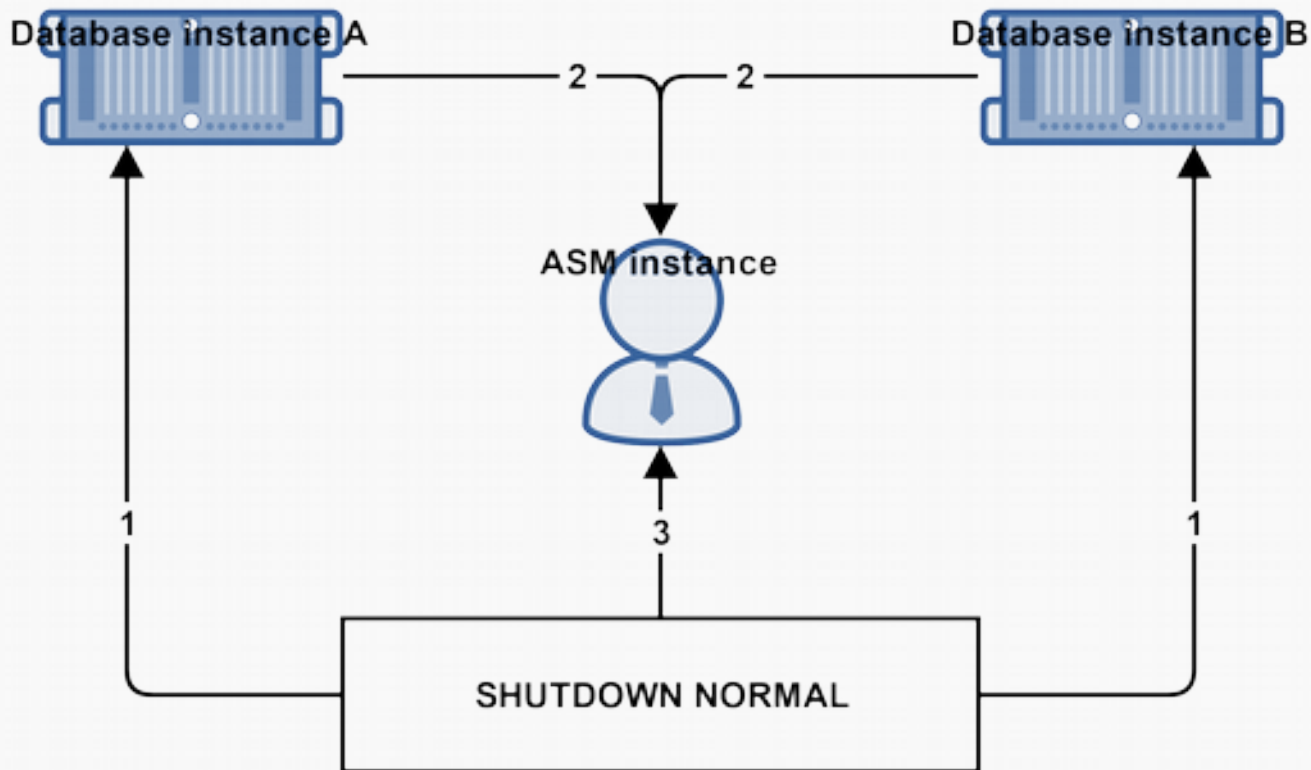 Database instance A
Database instance B
2
2
ASM instance
1
3
1
SHUTDOWN NORMAL